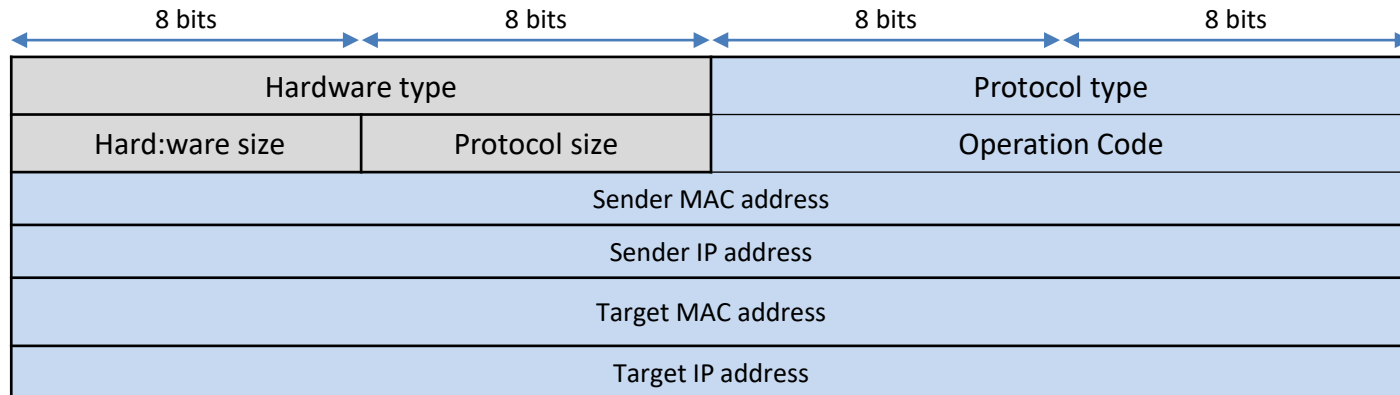 8 bits 8 bits 8 bits 8 bits
Hardware type Protocol type
Hard:ware size Protocol size Operation Code
Sender MAC address
Sender IP address
Target MAC address
Target IP address